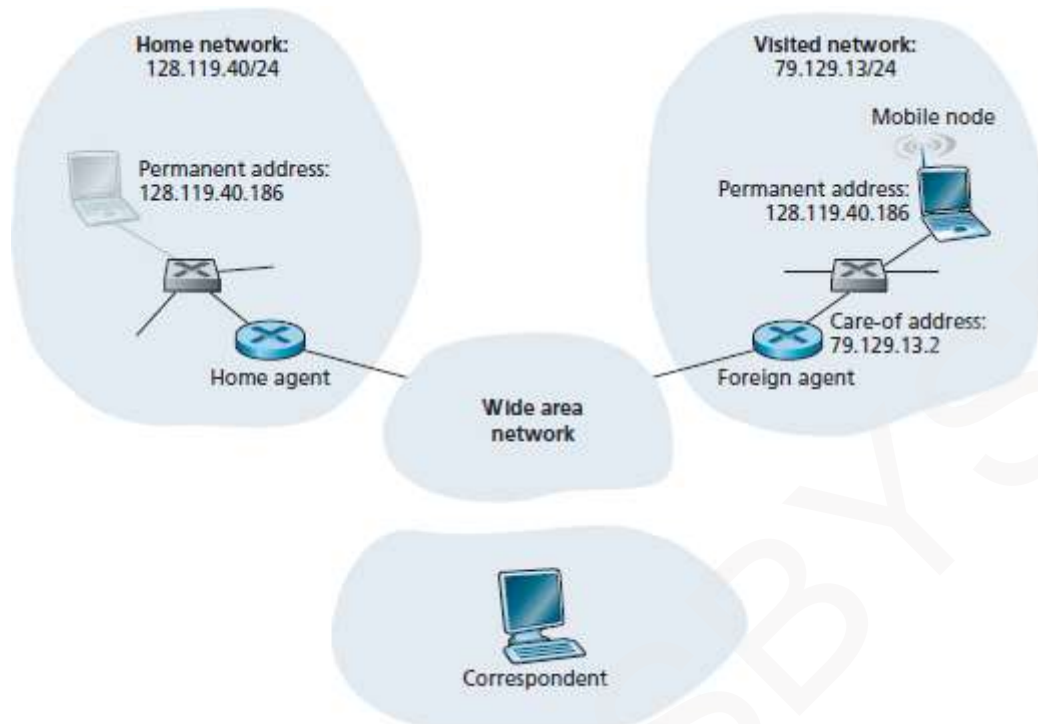 Home network:
128.119.40/24
Permanent address:
128.119.40.186
Home agent
Visited network:
79.129.13/24
Mobile node
Permanent address:
128.119.40.186
Care-of address:
79.129.13.2
Foreign agent
Wide area
network
Correspondent